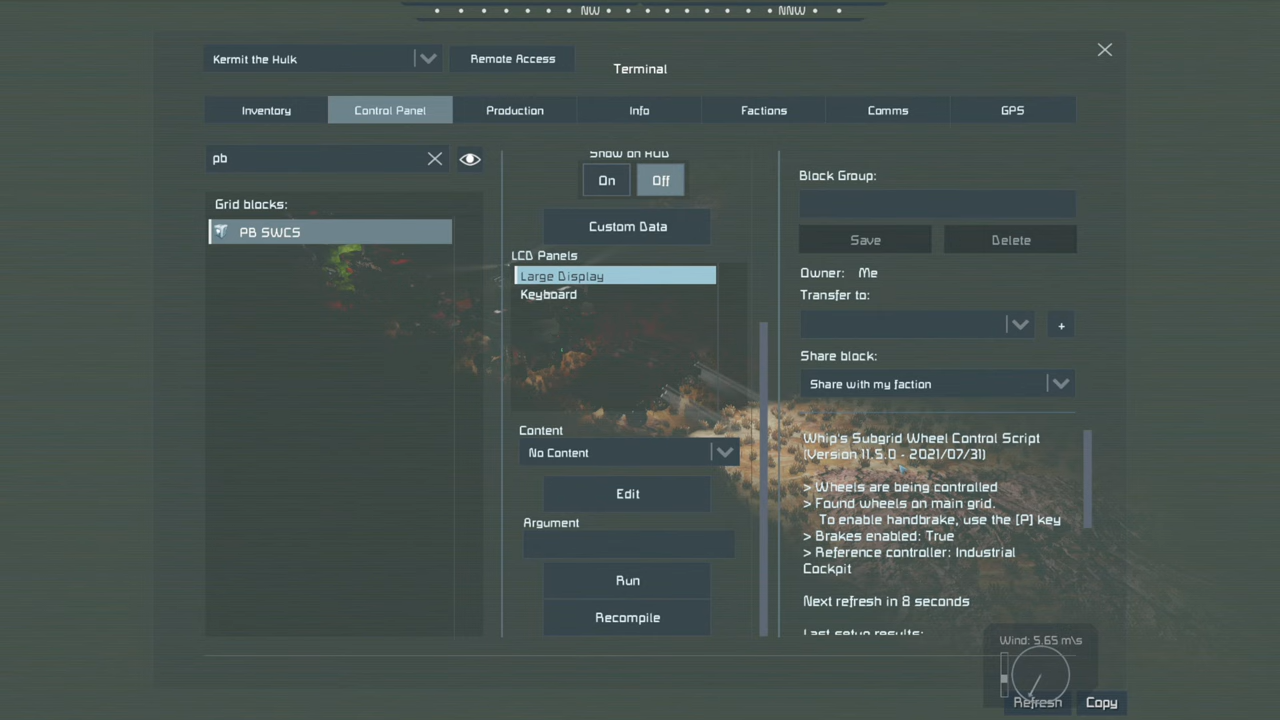 NW
NNW
Kermit the Hulk
Remote Access
Terminal
Inventory
Control Panel
Production
Info
Factions
Comms
GPS
pb
Grid blocks:
PB SWCS
Show on HUD
On
Off
Custom Data
LCD Panels
Large Display
Keyboard
Content
No Content
Edit
Argument
Run
Recompile
Block Group:
Save
Delete
Owner: Me
Transfer to:
+
Share block:
Share with my faction
Whip's Subgrid Wheel Control Script
(Version 11.5.0 - 2021/07/31)
> Wheels are being controlled
> Found wheels on main grid.
To enable handbrake, use the [P] key
> Brakes enabled: True
> Reference controller: Industrial
Cockpit
Next refresh in 8 seconds
Last setup results:
Wind: 5.65 m\s
Refresh
Copy